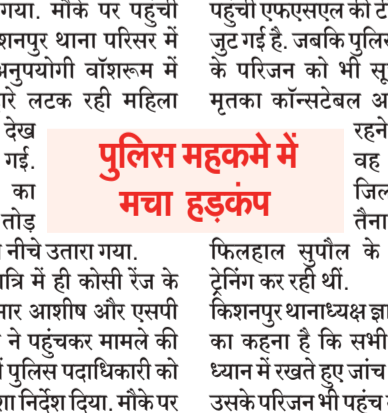 गया. मौके पर पहुंची
शनपुर थाना परिसर में
अनुपयोगी वॉशरूम में
लटक रही महिला
देख
गई.
का
तोड़
नीचे उतारा गया.
में ही कोसी रेंज के
आशीष और एसपी
ने पहुंचकर मामले की
पुलिस पदाधिकारी को
निर्देश दिया. मौके पर
पुलिस महकमे में
मचा हड़कंप
पहुंची एफएसएल की
जुट गई है. जबकि
के परिजन को भी
मृतका कॉन्सटेबल
रहने
वह
फिलहाल सुपौल के
ट्रेनिंग कर रही थीं.
किशनपुर थानाध्यक्ष
का कहना है कि सभी
ध्यान में रखते हुए जांच
उसके परिजन भी पहुंच